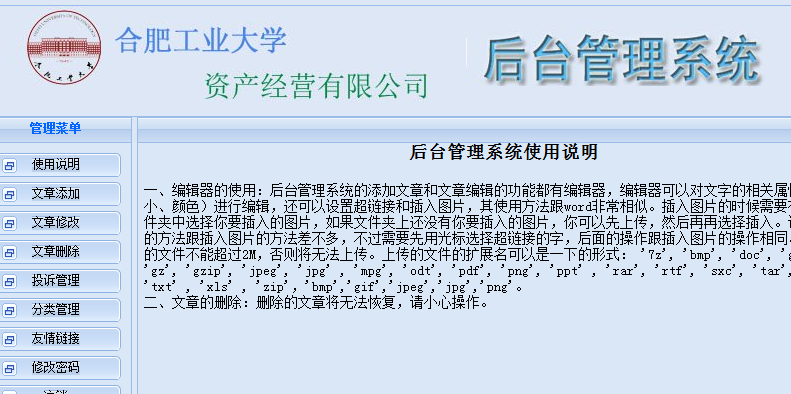 合肥工业大学
资产经营有限公司
后台管理系统
管理菜单
使用说明
文章添加
文章修改
文章删除
投诉管理
分类管理
友情链接
修改密码
后台管理系统使用说明
一、编辑器的使用：后台管理系统的添加文章和文章编辑的功能都有编辑器，编辑器可以对文字的相关属
小、颜色）进行编辑，还可以设置超链接和插入图片，其使用方法跟word非常相似。插入图片的时候需要
件夹中选择你要插入的图片，如果文件夹上还没有你要插入的图片，你可以先上传，然后再再选择插入。
的方法跟插入图片的方法差不多，不过需要先用光标选择超链接的字，后面的操作跟插入图片的操作相同
的文件不能超过2M，否则将无法上传。上传的文件的扩展名可以是一下的形式： '7z', 'bmp', 'doc',
'gz', 'gzip', 'jpeg', 'jpg' , 'mpg', 'odt', 'pdf', 'png', 'ppt' , 'rar', 'rtf', 'sxc', 'tar',
'txt' , 'xls' , 'zip' , 'bmp','gif','jpeg','jpg','png'。
二、文章的删除：删除的文章将无法恢复，请小心操作。